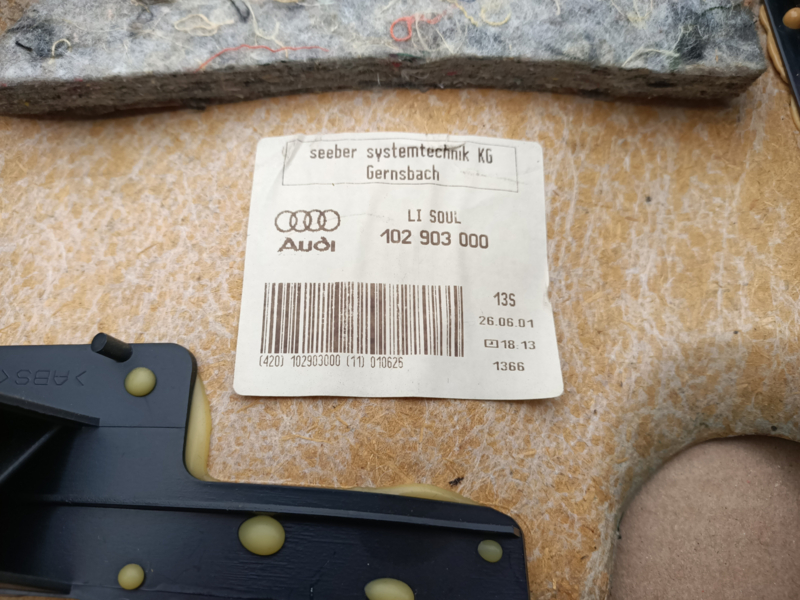 seeber systemtechnik KG
Gernsbach
Audi
LI SOUL
102 903 000
13S
26.06.01
18.13
1366
(420) 102903000 (11) 010626
>ABS<